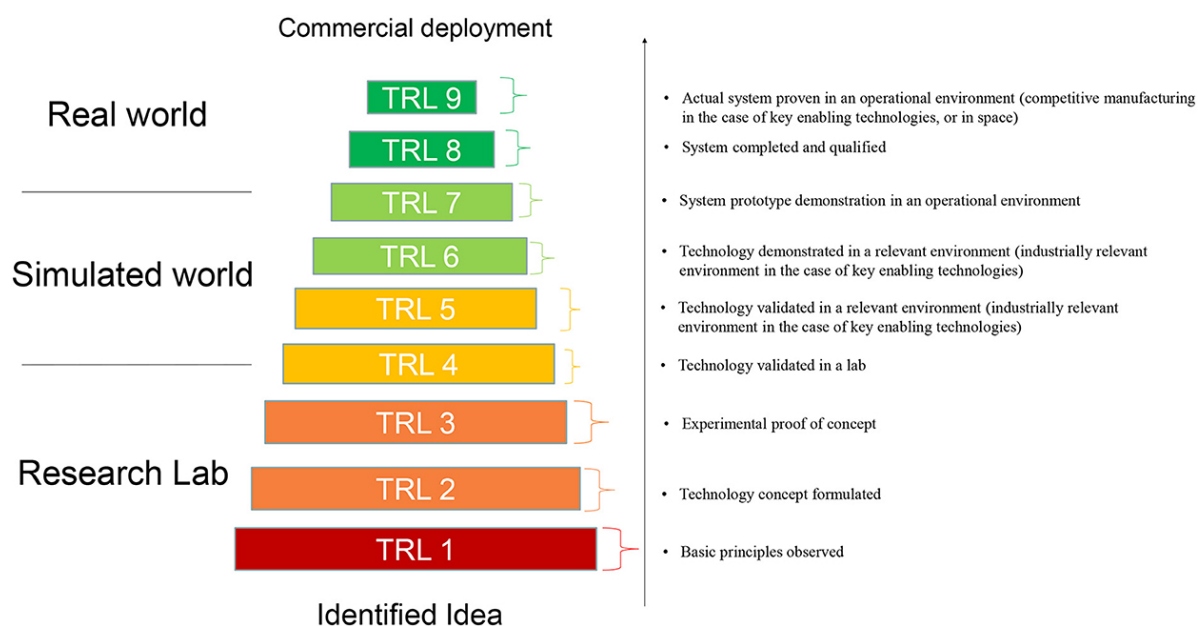 Commercial deployment
Real world
TRL 9
• Actual system proven in an operational environment (competitive manufacturing
in the case of key enabling technologies, or in space)
TRL 8
• System completed and qualified
TRL 7
• System prototype demonstration in an operational environment
Simulated world
TRL 6
• Technology demonstrated in a relevant environment (industrially relevant
environment in the case of key enabling technologies)
TRL 5
• Technology validated in a relevant environment (industrially relevant
environment in the case of key enabling technologies)
TRL 4
• Technology validated in a lab
Research Lab
TRL 3
• Experimental proof of concept
TRL 2
• Technology concept formulated
TRL 1
• Basic principles observed
Identified Idea